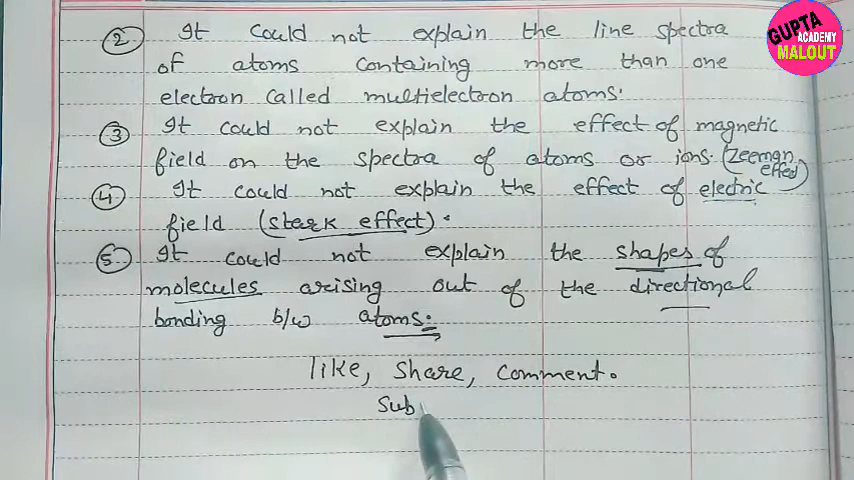 GUPTA
ACADEMY
MALOUT
② It could not explain the line spectra
of atoms containing more than one
electron called multielectron atoms.
③ It could not explain the effect of magnetic
field on the spectra of atoms or ions. (Zeeman
effect)
④ It could not explain the effect of electric
field (stark effect).
⑤ It could not explain the shapes of
molecules arising out of the directional
bonding b/w atoms.
like, share, comment.
Sub